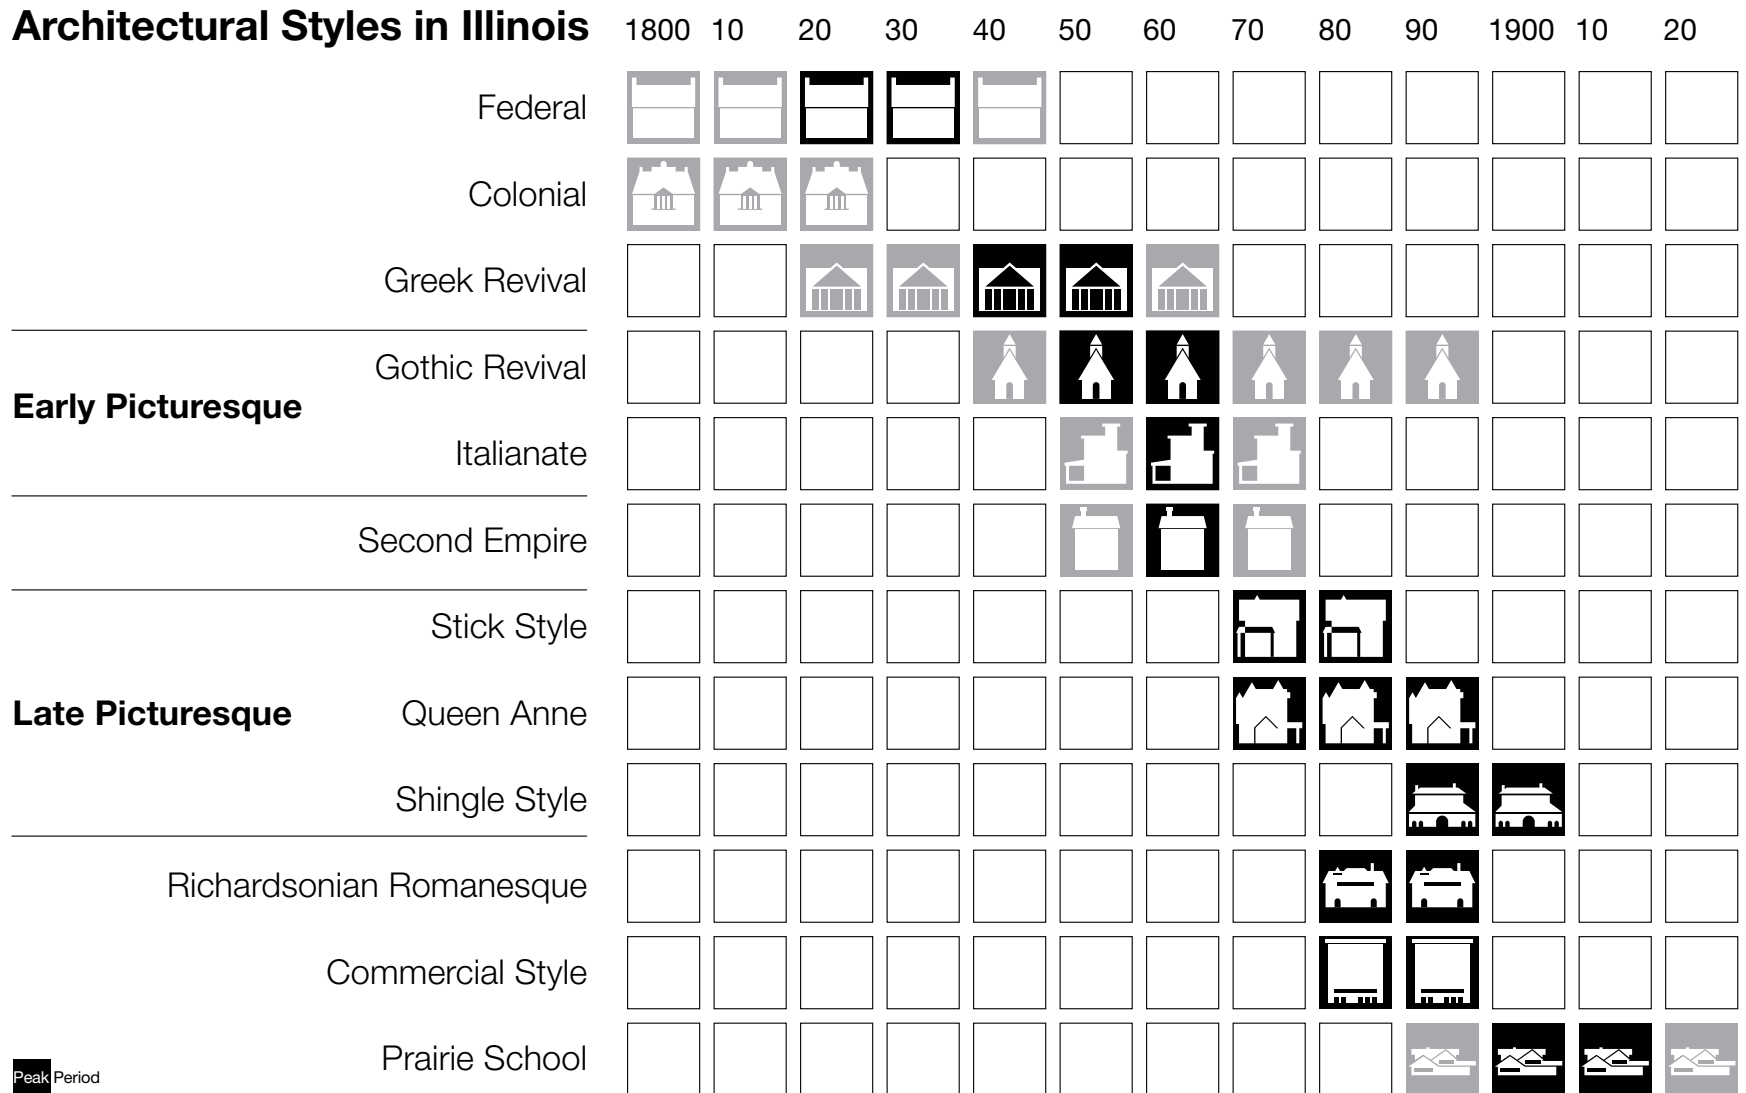 Architectural Styles in Illinois 1800 10 20 30 40 50 60 70 80 90 1900 10 20
Federal
Colonial
Greek Revival
Gothic Revival
Early Picturesque
Italianate
Second Empire
Stick Style
Late Picturesque Queen Anne
Shingle Style
Richardsonian Romanesque
Commercial Style
Prairie School
Peak Period